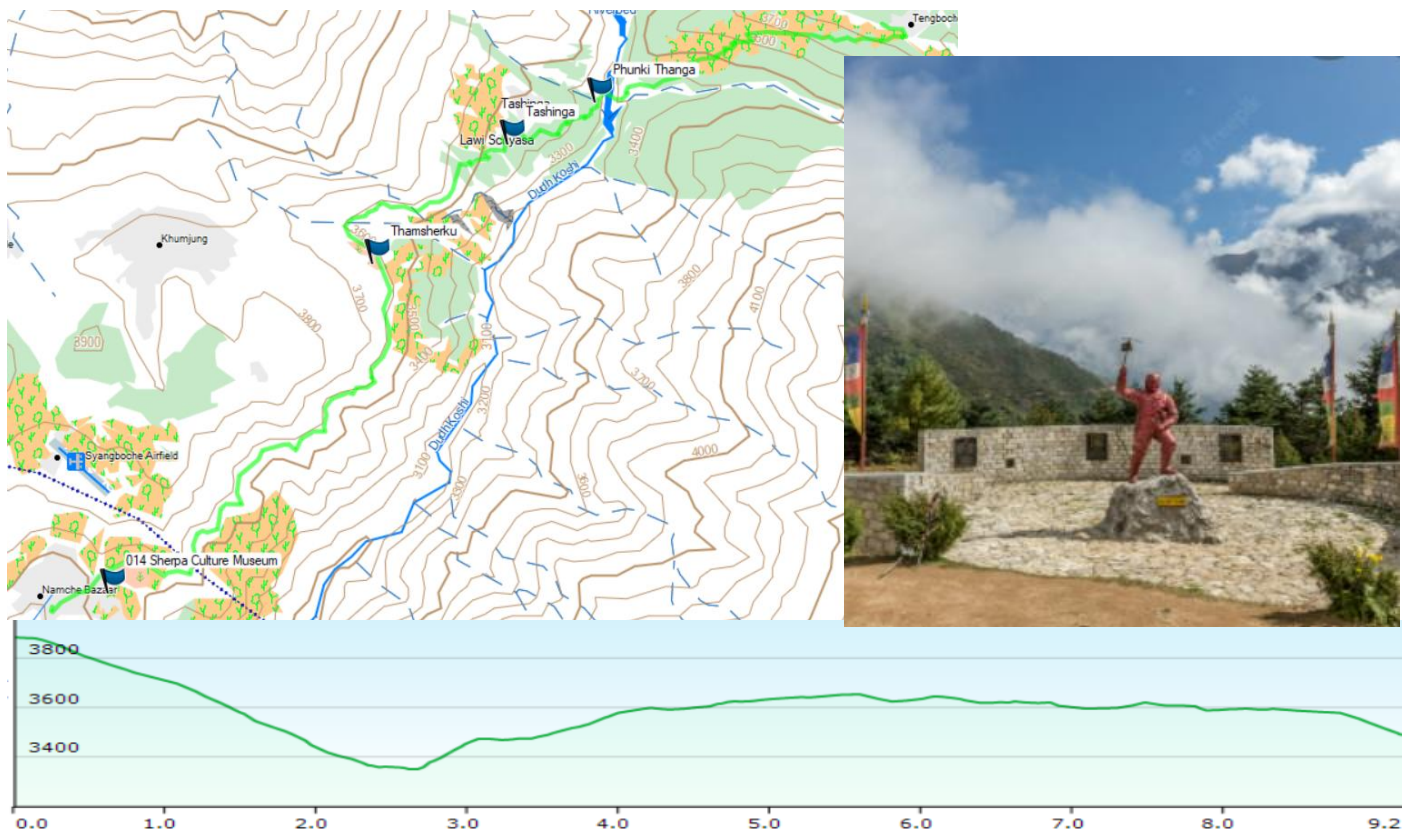 Riverbed
3700
Tengboch
3600
Phunki Thanga
Tashinga
Tashinga
Lawi Schyasa
3300
3400
Dudh Koshi
Khumjung
Thamsherku
3600
3700
3800
3500
3800
4100
3900
3400
3100
3700
3200
Dudh Koshi
3100
3300
3600
4000
Syangboche Airfield
014 Sherpa Culture Museum
Namche Bazaar
3800
3600
3400
0.0 1.0 2.0 3.0 4.0 5.0 6.0 7.0 8.0 9.2